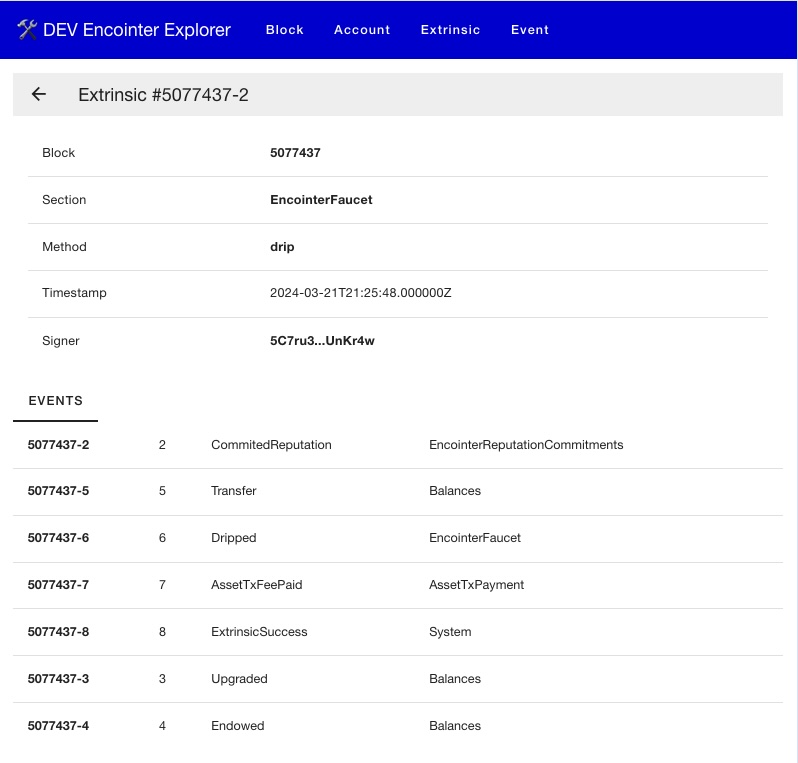 🛠 DEV Encointer Explorer Block Account Extrinsic Event
← Extrinsic #5077437-2
Block 5077437
Section EncointerFaucet
Method drip
Timestamp 2024-03-21T21:25:48.000000Z
Signer 5C7ru3...UnKr4w
EVENTS
5077437-2 2 CommitedReputation EncointerReputationCommitments
5077437-5 5 Transfer Balances
5077437-6 6 Dripped EncointerFaucet
5077437-7 7 AssetTxFeePaid AssetTxPayment
5077437-8 8 ExtrinsicSuccess System
5077437-3 3 Upgraded Balances
5077437-4 4 Endowed Balances